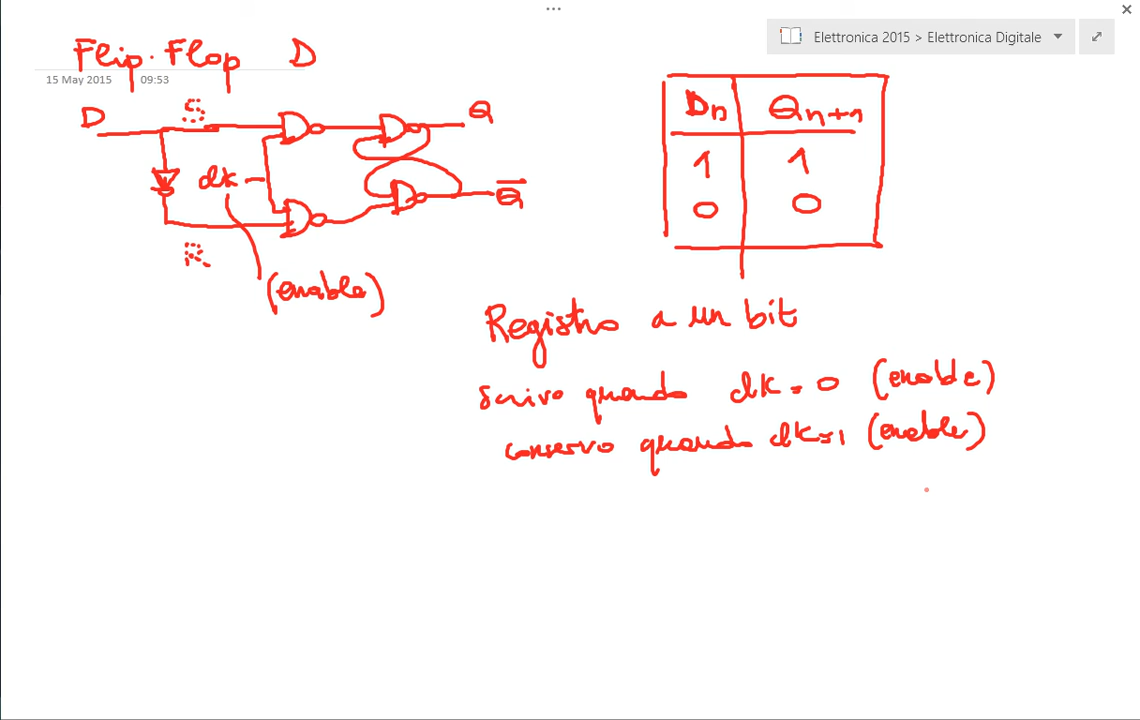 Elettronica 2015 > Elettronica Digitale
Flip-Flop D
15 May 2015 09:53
D S Q
clk
Q
R
(enable)
Dn Qn+1
1 1
0 0
Registro a un bit
scrivo quando clk = 0 (enable)
conservo quando clk = 1 (enable)